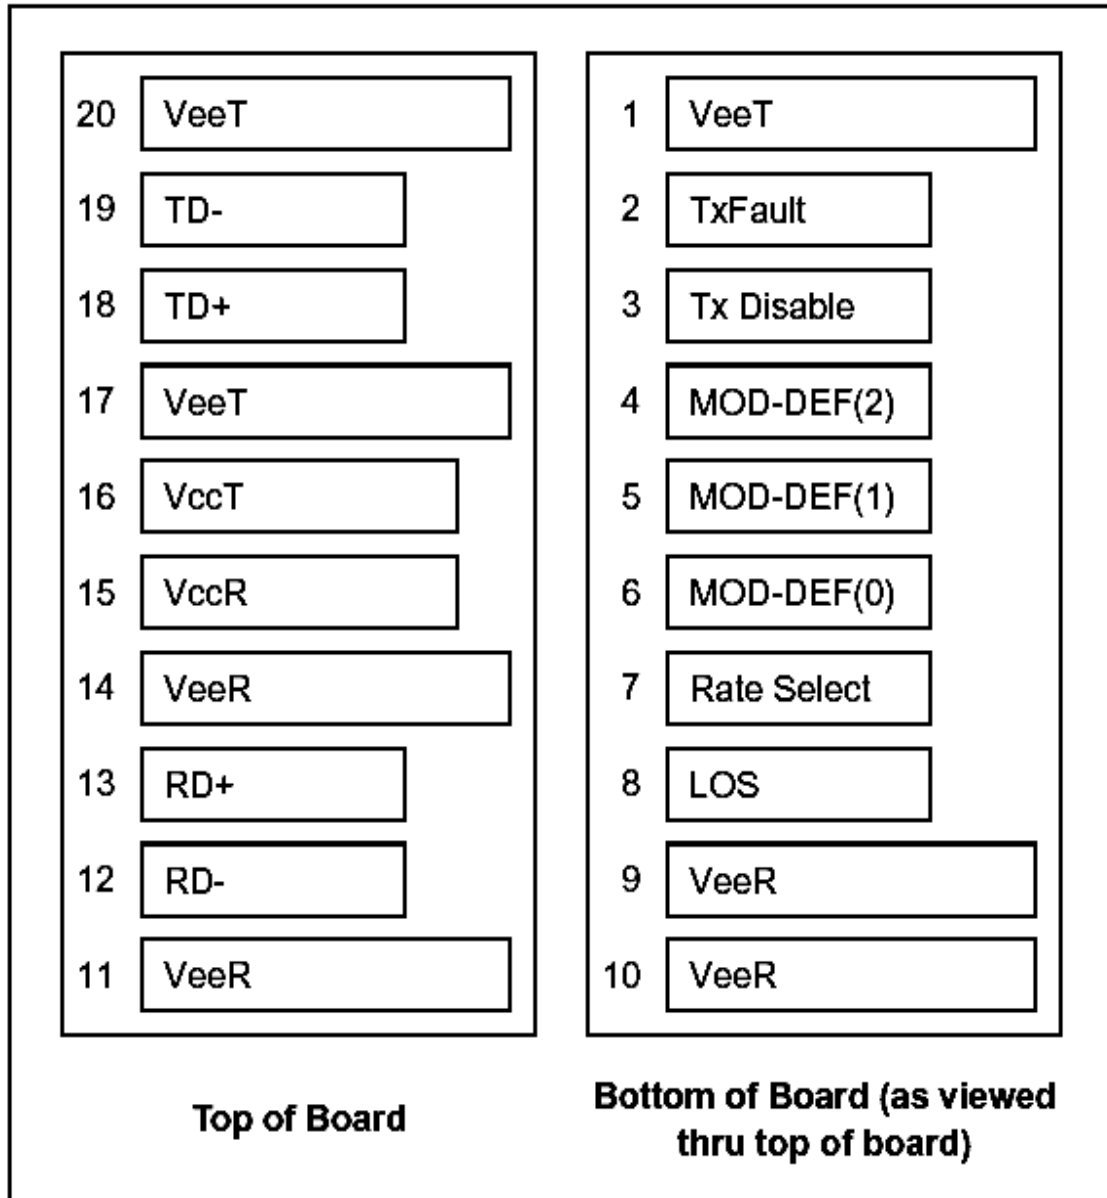 20 VeeT
19 TD-
18 TD+
17 VeeT
16 VccT
15 VccR
14 VeeR
13 RD+
12 RD-
11 VeeR
Top of Board
1 VeeT
2 TxFault
3 Tx Disable
4 MOD-DEF(2)
5 MOD-DEF(1)
6 MOD-DEF(0)
7 Rate Select
8 LOS
9 VeeR
10 VeeR
Bottom of Board (as viewed
thru top of board)